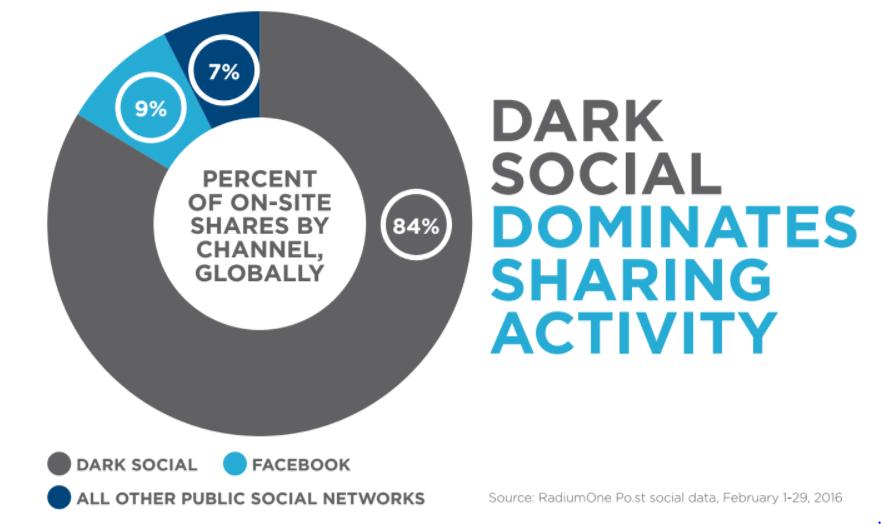 7%
9%
84%
PERCENT
OF ON-SITE
SHARES BY
CHANNEL,
GLOBALLY
DARK
SOCIAL
DOMINATES
SHARING
ACTIVITY
DARK SOCIAL
FACEBOOK
ALL OTHER PUBLIC SOCIAL NETWORKS
Source: RadiumOne Po.st social data, February 1-29, 2016